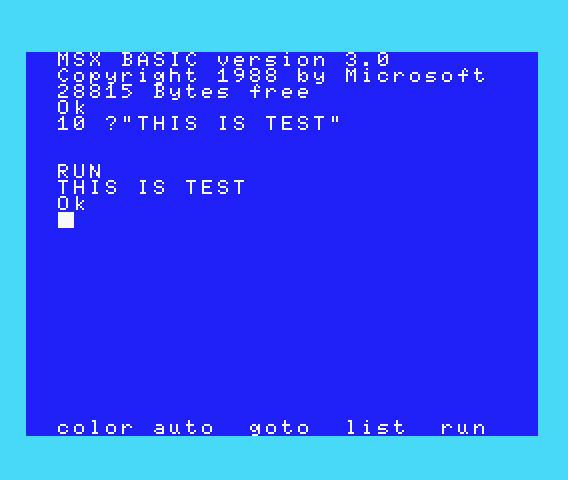 MSX BASIC version 3.0
Copyright 1988 by Microsoft
28815 Bytes free
Ok
10 ?"THIS IS TEST"
RUN
THIS IS TEST
Ok
color auto goto list run